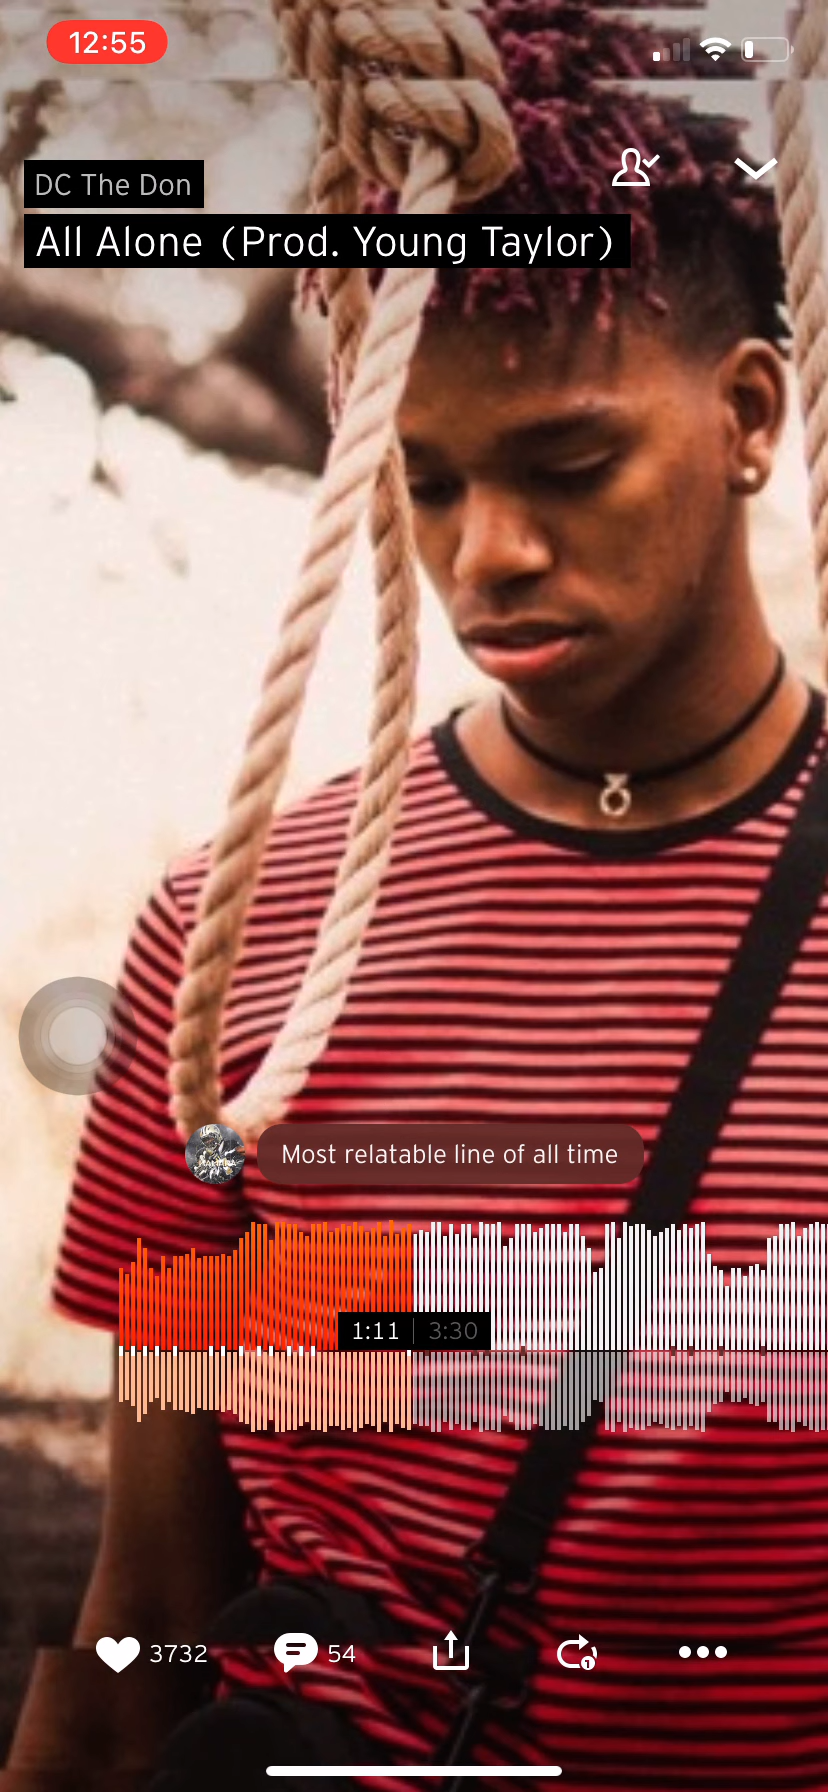 12:55
DC The Don
All Alone (Prod. Young Taylor)
Most relatable line of all time
1:11 | 3:30
3732
54
1